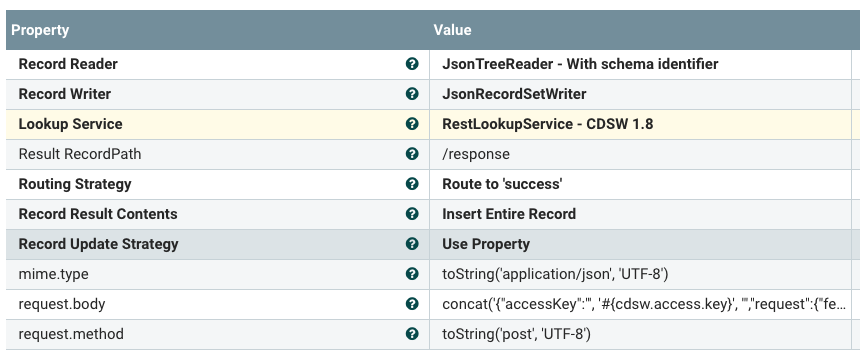 Property Value
Record Reader ? JsonTreeReader - With schema identifier
Record Writer ? JsonRecordSetWriter
Lookup Service ? RestLookupService - CDSW 1.8
Result RecordPath ? /response
Routing Strategy ? Route to 'success'
Record Result Contents ? Insert Entire Record
Record Update Strategy ? Use Property
mime.type ? toString('application/json', 'UTF-8')
request.body ? concat('{"accessKey":"', '#{cdsw.access.key}', '","request":{"fe...
request.method ? toString('post', 'UTF-8')